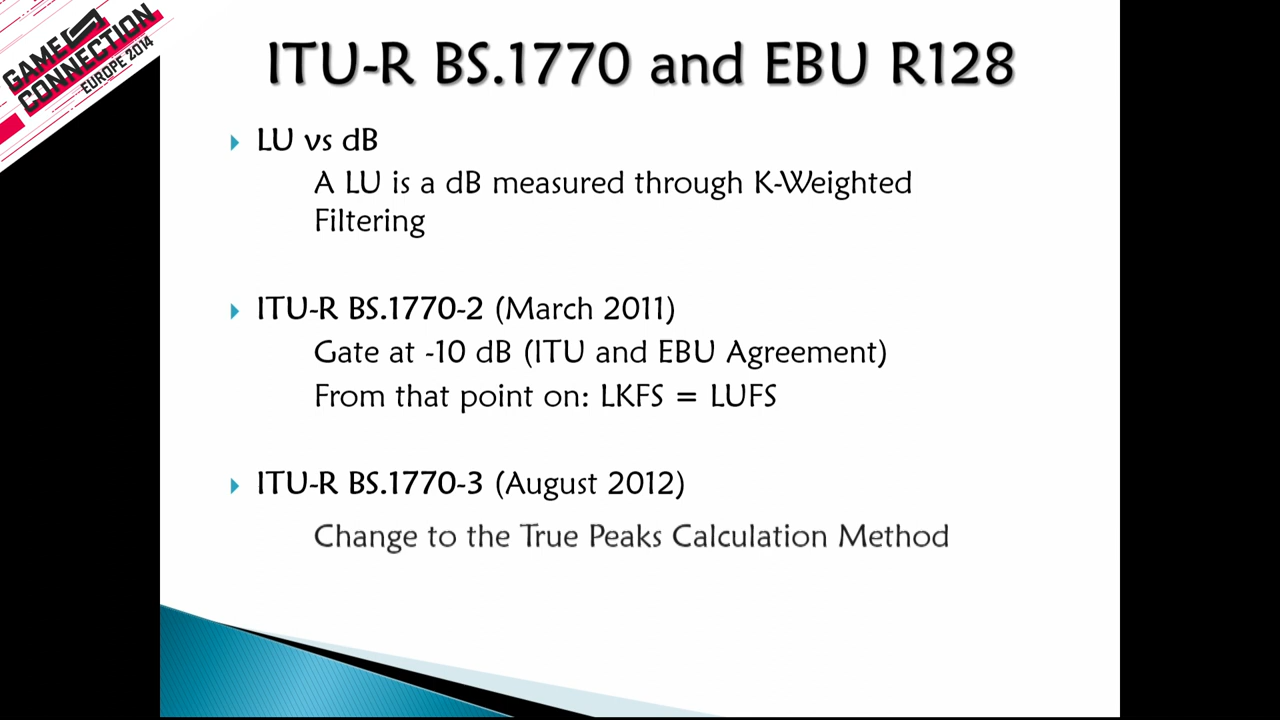 GAME
CONNECTION
EUROPE 2014
ITU-R BS.1770 and EBU R128
LU vs dB
A LU is a dB measured through K-Weighted
Filtering
ITU-R BS.1770-2 (March 2011)
Gate at -10 dB (ITU and EBU Agreement)
From that point on: LKFS = LUFS
ITU-R BS.1770-3 (August 2012)
Change to the True Peaks Calculation Method